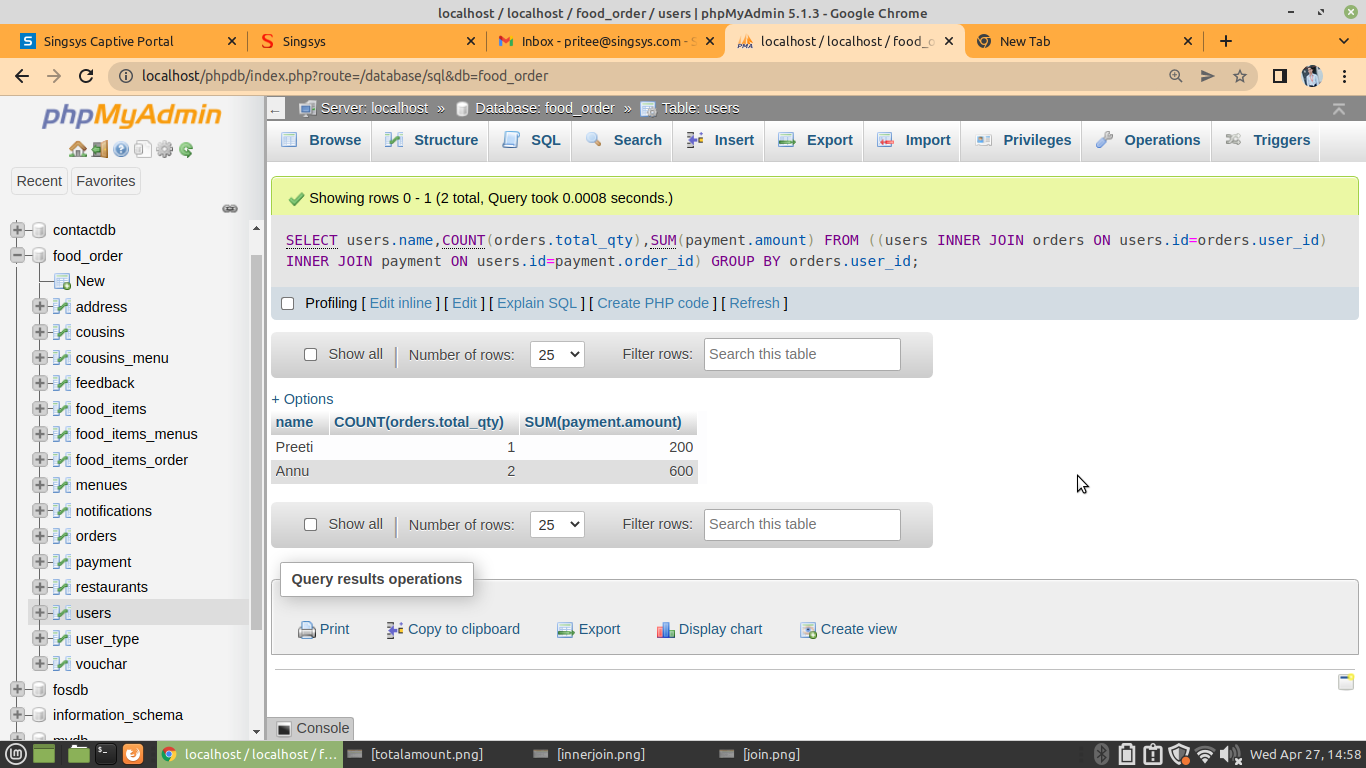 localhost / localhost / food_order / users | phpMyAdmin 5.1.3 - Google Chrome
Singsys Captive Portal
Singsys
Inbox - pritee@singsys.com - S
localhost / localhost / food_o
New Tab
localhost/phpdb/index.php?route=/database/sql&db=food_order
phpMyAdmin
Recent
Favorites
contactdb
food_order
New
address
cousins
cousins_menu
feedback
food_items
food_items_menus
food_items_order
menues
notifications
orders
payment
restaurants
users
user_type
vouchar
fosdb
information_schema
mydb
Server: localhost » Database: food_order » Table: users
Browse
Structure
SQL
Search
Insert
Export
Import
Privileges
Operations
Triggers
Showing rows 0 - 1 (2 total, Query took 0.0008 seconds.)
SELECT users.name,COUNT(orders.total_qty),SUM(payment.amount) FROM ((users INNER JOIN orders ON users.id=orders.user_id)
INNER JOIN payment ON users.id=payment.order_id) GROUP BY orders.user_id;
Profiling [ Edit inline ] [ Edit ] [ Explain SQL ] [ Create PHP code ] [ Refresh ]
Show all | Number of rows: 25 Filter rows: Search this table
+ Options
name COUNT(orders.total_qty) SUM(payment.amount)
Preeti 1 200
Annu 2 600
Show all | Number of rows: 25 Filter rows: Search this table
Query results operations
Print
Copy to clipboard
Export
Display chart
Create view
Console
localhost / localhost / f...
[totalamount.png]
[innerjoin.png]
[join.png]
Wed Apr 27, 14:58